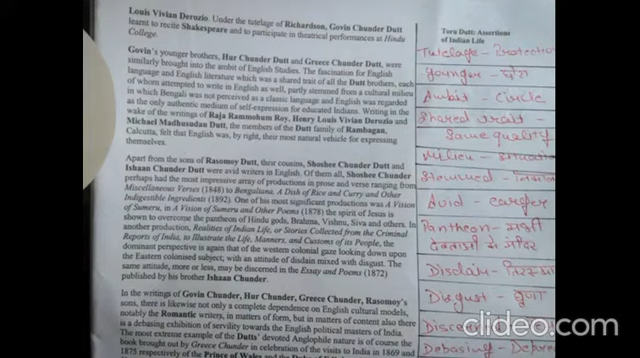 Louis Vivian Derozio. Under the tutelage of Richardson, Govin Chunder Dutt
learnt to recite Shakespeare and to participate in theatrical performances at Hindu
College.
Govin's younger brothers, Hur Chunder Dutt and Greece Chunder Dutt, were
similarly brought into the ambit of English Studies. The fascination for English
language and English literature which was a shared trait of all the Dutt brothers, each
of whom attempted to write in English as well, partly stemmed from a cultural milieu
in which Bengali was not perceived as a classic language and English was regarded
as the only authentic medium of self-expression for educated Indians. Writing in the
wake of the writings of Raja Rammohum Roy, Henry Louis Vivian Derozio and
Michael Madhusudan Dutt, the members of the Dutt family of Rambagan,
Calcutta, felt that English was, by right, their most natural vehicle for expressing
themselves.
Apart from the sons of Rasomoy Dutt, their cousins, Shoshee Chunder Dutt and
Ishaan Chunder Dutt were avid writers in English. Of them all, Shoshee Chunder
perhaps had the most impressive array of productions in prose and verse ranging from
Miscellaneous Verses (1848) to Bengaliana, A Dish of Rice and Curry and Other
Indigestible Ingredients (1892). One of his most significant productions was A Vision
of Sumeru, in A Vision of Sumeru and Other Poems (1878) the spirit of Jesus is
shown to overcome the pantheon of Hindu gods, Brahma, Vishnu, Siva and others. In
another production, Realities of Indian Life, or Stories Collected from the Criminal
Reports of India, to Illustrate the Life, Manners, and Customs of its People, the
dominant perspective is again that of the western colonial gaze looking down upon
the Eastern colonised subject; with an attitude of disdain mixed with disgust. The
same attitude, more or less, may be discerned in the Essay and Poems (1872)
published by his brother Ishaan Chunder.
In the writings of Govin Chunder, Hur Chunder, Greece Chunder, Rasomoy's
sons, there is likewise not only a complete dependence on English cultural models,
notably the Romantic writers, in matters of form, but in matters of content also there
is a debasing exhibition of servility towards the English political masters of India.
The most extreme example of the Dutts' devoted Anglophile nature is of course the
book brought out by Greece Chunder in celebration of the visits to India in 1869 and
1875 respectively of the Prince of Wales and the
Toru Dutt: Assertions
of Indian Life
Tutelage - Protection
Younger -
Ambit - Circle
Shared trait -
Same quality
Milieu -
Stemmed -
Avid - eager
Pantheon -
Disdain -
Disgust - घृणा
Debasing -
clideo.com